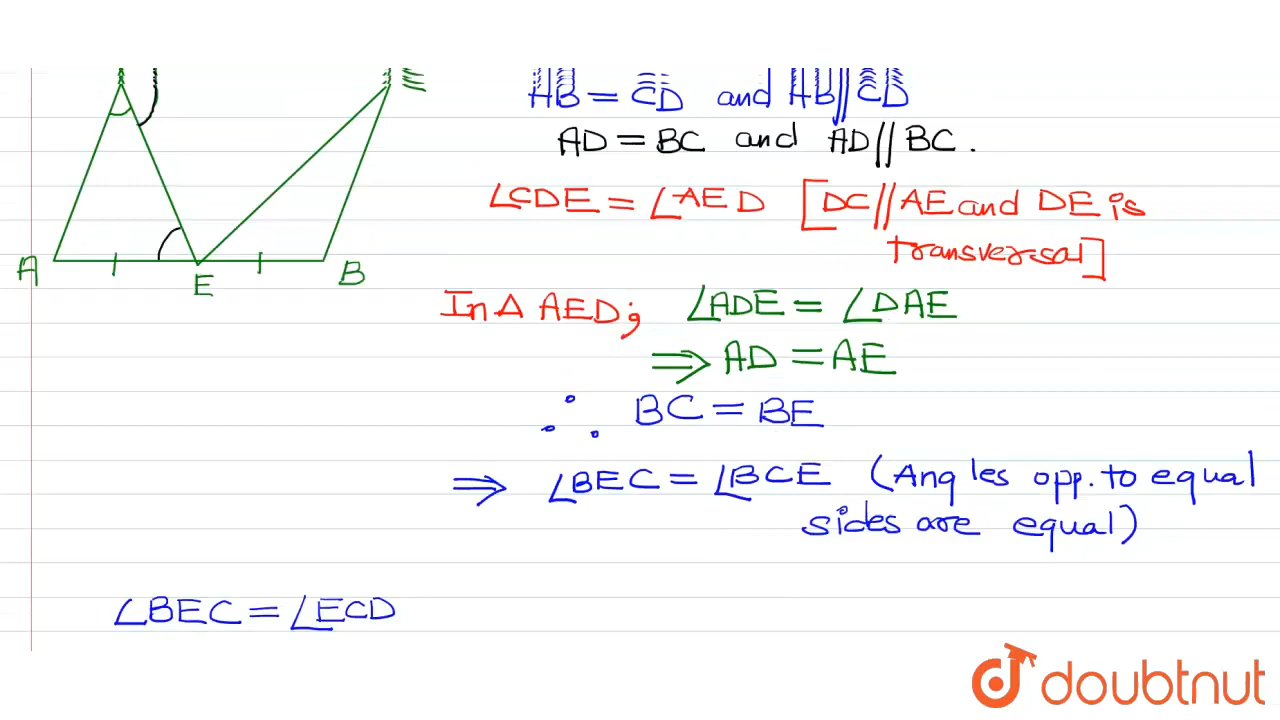 AB = CD and AB || CD
AD = BC and AD || BC.
∠CDE = ∠AED [DC || AE and DE is
transversal]
A
E
B
In Δ AED; ∠ADE = ∠DAE
⇒ AD = AE
∴ BC = BE
⇒ ∠BEC = ∠BCE (Angles opp. to equal
sides are equal)
∠BEC = ∠ECD
doubtnut